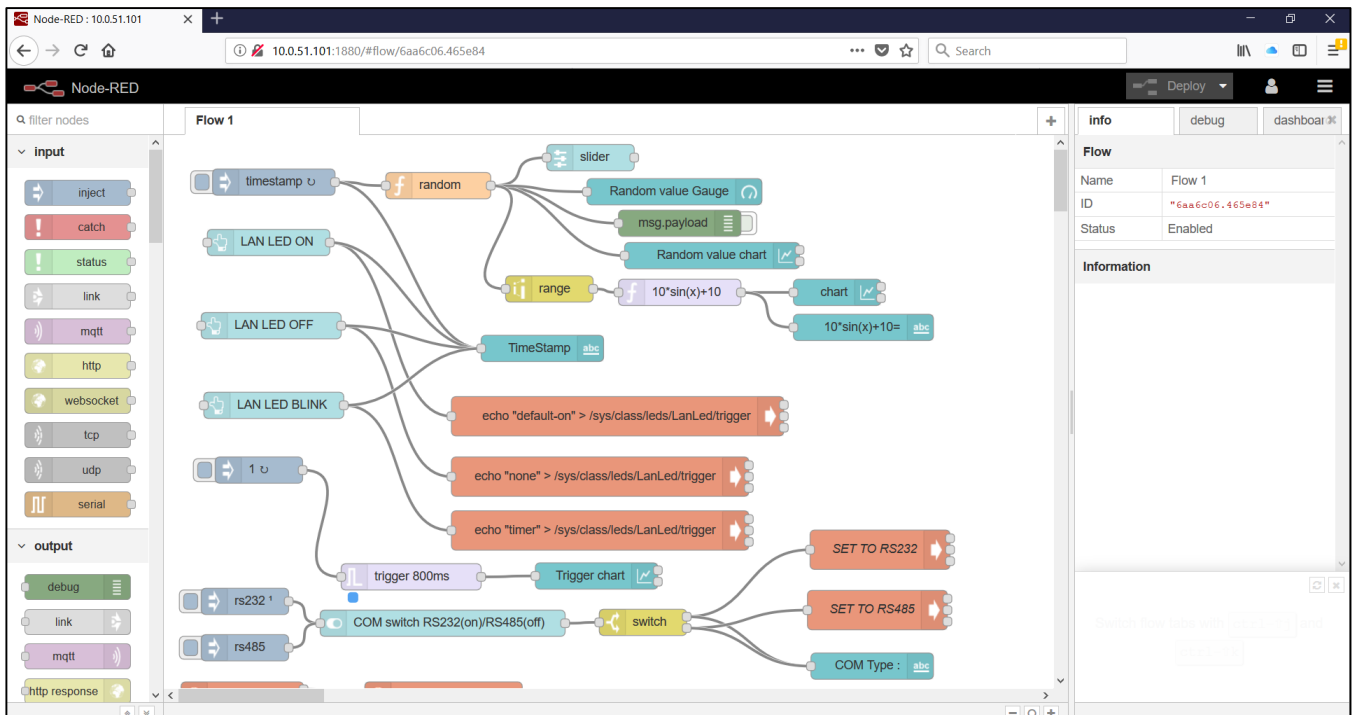 Node-RED : 10.0.51.101
10.0.51.101:1880/#flow/6aa6c06.465e84
Search
Node-RED
Deploy
filter nodes
Flow 1
info
debug
dashboar
input
inject
catch
status
link
mqtt
http
websocket
tcp
udp
serial
output
debug
link
mqtt
http response
timestamp ↻
random
slider
Random value Gauge
msg.payload
Random value chart
LAN LED ON
range
10*sin(x)+10
chart
10*sin(x)+10=
abc
LAN LED OFF
TimeStamp
abc
LAN LED BLINK
echo "default-on" > /sys/class/leds/LanLed/trigger
1 ↻
echo "none" > /sys/class/leds/LanLed/trigger
echo "timer" > /sys/class/leds/LanLed/trigger
trigger 800ms
Trigger chart
SET TO RS232
rs232 ¹
COM switch RS232(on)/RS485(off)
switch
SET TO RS485
rs485
COM Type :
abc
Flow
Name
Flow 1
ID
"6aa6c06.465e84"
Status
Enabled
Information